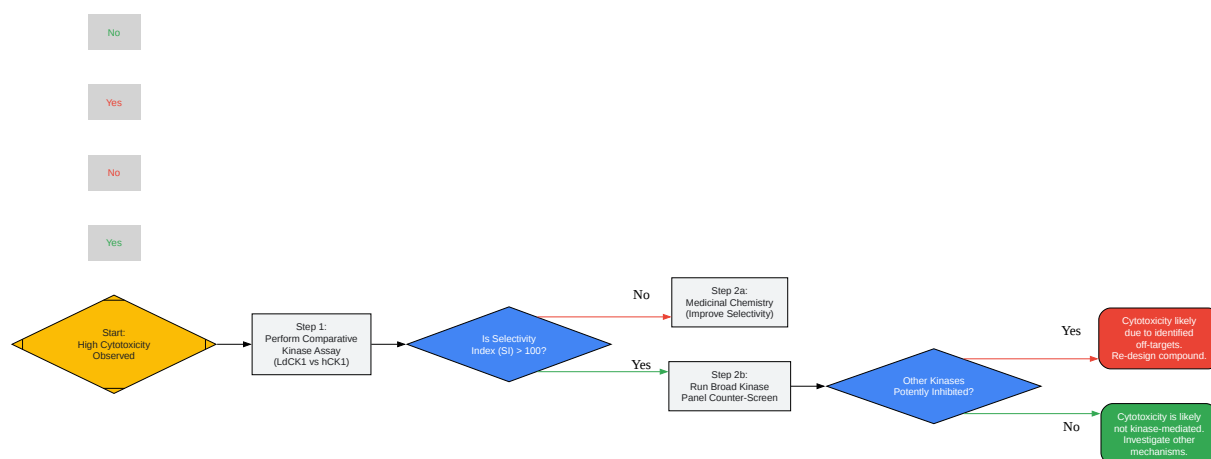 No
Yes
No
Yes
Start:
High Cytotoxicity
Observed
Step 1:
Perform Comparative
Kinase Assay
(LdCK1 vs hCK1)
Is Selectivity
Index (SI) > 100?
No
Step 2a:
Medicinal Chemistry
(Improve Selectivity)
Yes
Step 2b:
Run Broad Kinase
Panel Counter-Screen
Other Kinases
Potently Inhibited?
Yes
Cytotoxicity likely
due to identified
off-targets.
Re-design compound.
No
Cytotoxicity is likely
not kinase-mediated.
Investigate other
mechanisms.